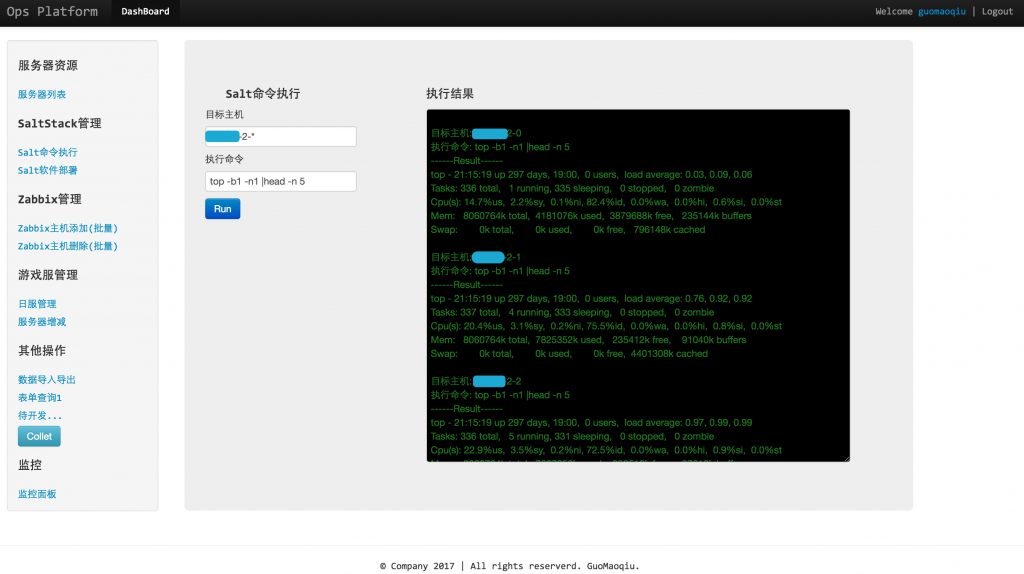 Ops Platform DashBoard Welcome guomaoqiu | Logout
服务器资源
服务器列表
SaltStack管理
Salt命令执行
Salt软件部署
Zabbix管理
Zabbix主机添加(批量)
Zabbix主机删除(批量)
游戏服管理
日服管理
服务器增减
其他操作
数据导入导出
表单查询1
待开发...
Collet
监控
监控面板
Salt命令执行
目标主机
-2-*
执行命令
top -b1 -n1 |head -n 5
Run
执行结果
目标主机: 2-0
执行命令: top -b1 -n1 |head -n 5
------Result------
top - 21:15:19 up 297 days, 19:00, 0 users, load average: 0.03, 0.09, 0.06
Tasks: 336 total, 1 running, 335 sleeping, 0 stopped, 0 zombie
Cpu(s): 14.7%us, 2.2%sy, 0.1%ni, 82.4%id, 0.0%wa, 0.0%hi, 0.6%si, 0.0%st
Mem: 8060764k total, 4181076k used, 3879688k free, 235144k buffers
Swap: 0k total, 0k used, 0k free, 796148k cached
目标主机: 2-1
执行命令: top -b1 -n1 |head -n 5
------Result------
top - 21:15:19 up 297 days, 19:00, 0 users, load average: 0.76, 0.92, 0.92
Tasks: 337 total, 4 running, 333 sleeping, 0 stopped, 0 zombie
Cpu(s): 20.4%us, 3.1%sy, 0.2%ni, 75.5%id, 0.0%wa, 0.0%hi, 0.8%si, 0.0%st
Mem: 8060764k total, 7825352k used, 235412k free, 91040k buffers
Swap: 0k total, 0k used, 0k free, 4401308k cached
目标主机: 2-2
执行命令: top -b1 -n1 |head -n 5
------Result------
top - 21:15:19 up 297 days, 19:00, 0 users, load average: 0.97, 0.99, 0.99
Tasks: 336 total, 5 running, 331 sleeping, 0 stopped, 0 zombie
Cpu(s): 22.9%us, 3.5%sy, 0.2%ni, 72.5%id, 0.0%wa, 0.0%hi, 0.9%si, 0.0%st
© Company 2017 | All rights reserverd. GuoMaoqiu.